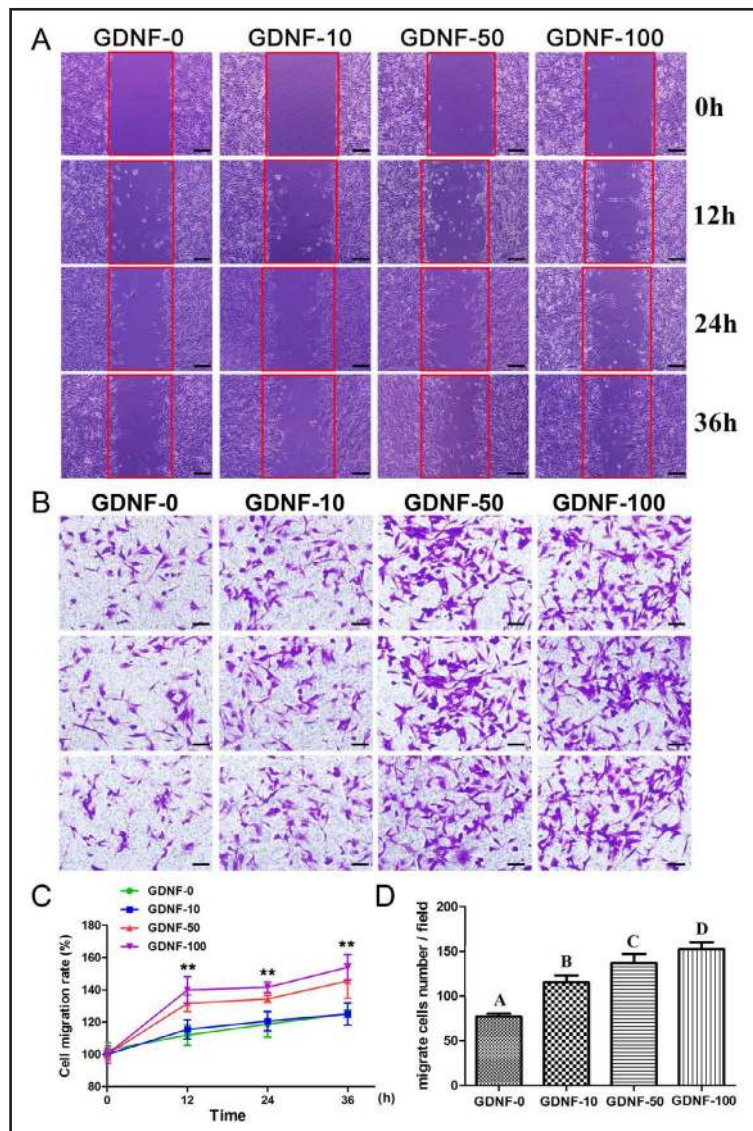 A
GDNF-0 GDNF-10 GDNF-50 GDNF-100
0h
12h
24h
36h
B
GDNF-0 GDNF-10 GDNF-50 GDNF-100
C
GDNF-0
GDNF-10
GDNF-50
GDNF-100
Cell migration rate (%)
180
160
140
120
100
80
** ** **
0 12 24 36 (h)
Time
D
migrate cells number / field
200
150
100
50
0
A B C D
GDNF-0 GDNF-10 GDNF-50 GDNF-100